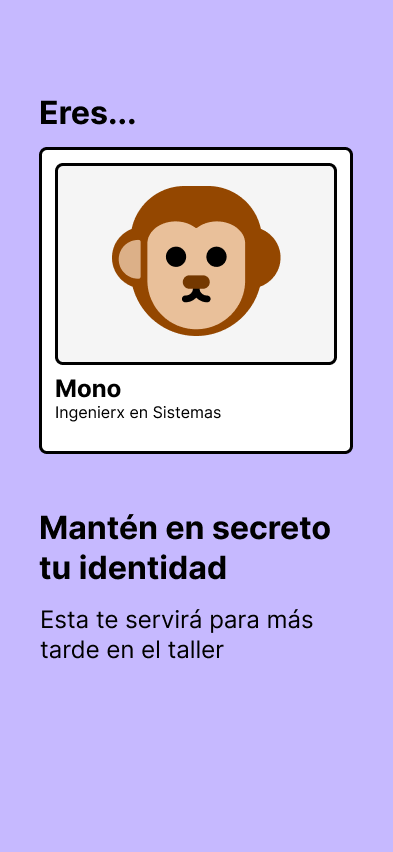 Eres...
Mono
Ingenierx en Sistemas
Mantén en secreto
tu identidad
Esta te servirá para más
tarde en el taller